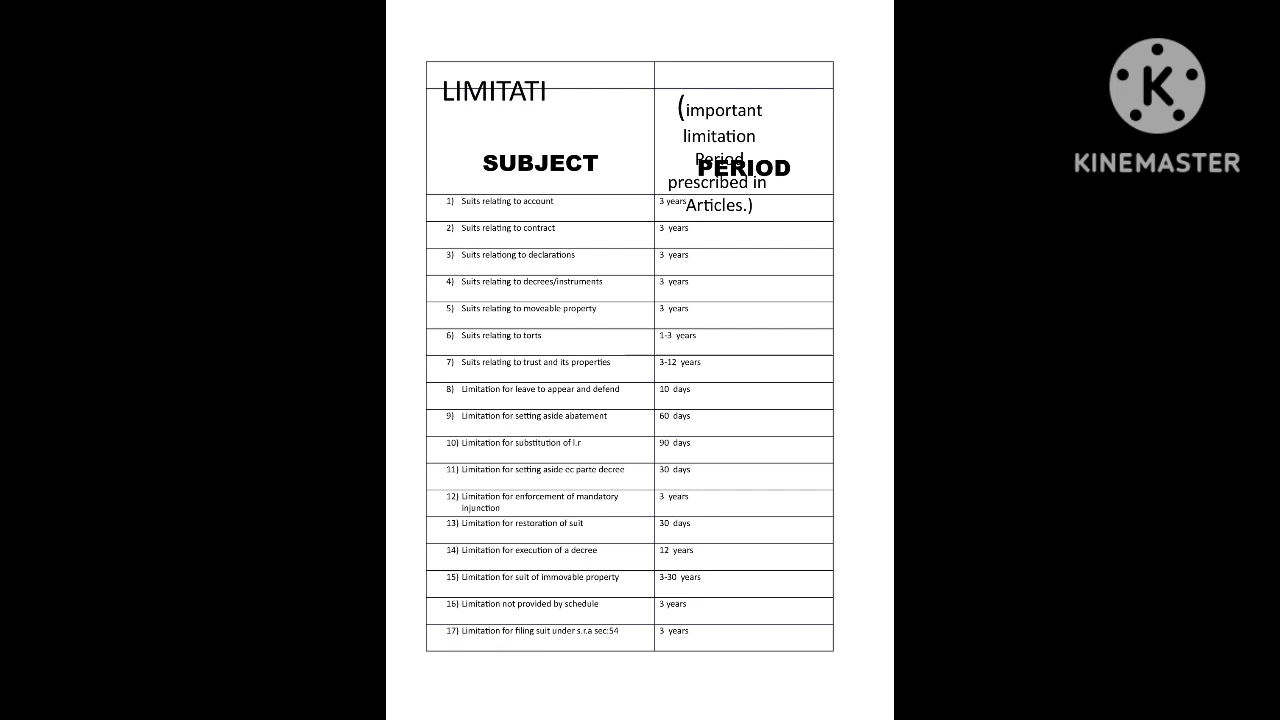 LIMITATI
(important
limitation
Period
prescribed in
Articles.)
SUBJECT
PERIOD
1) Suits relating to account 3 years
2) Suits relating to contract 3 years
3) Suits relationg to declarations 3 years
4) Suits relating to decrees/instruments 3 years
5) Suits relating to moveable property 3 years
6) Suits relating to torts 1-3 years
7) Suits relating to trust and its properties 3-12 years
8) Limitation for leave to appear and defend 10 days
9) Limitation for setting aside abatement 60 days
10) Limitation for substitution of l.r 90 days
11) Limitation for setting aside ec parte decree 30 days
12) Limitation for enforcement of mandatory 3 years
injunction
13) Limitation for restoration of suit 30 days
14) Limitation for execution of a decree 12 years
15) Limitation for suit of immovable property 3-30 years
16) Limitation not provided by schedule 3 years
17) Limitation for filing suit under s.r.a sec:54 3 years
K
KINEMASTER